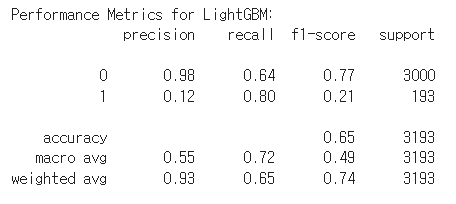 Performance Metrics for LightGBM:
precision recall f1-score support
0 0.98 0.64 0.77 3000
1 0.12 0.80 0.21 193
accuracy 0.65 3193
macro avg 0.55 0.72 0.49 3193
weighted avg 0.93 0.65 0.74 3193